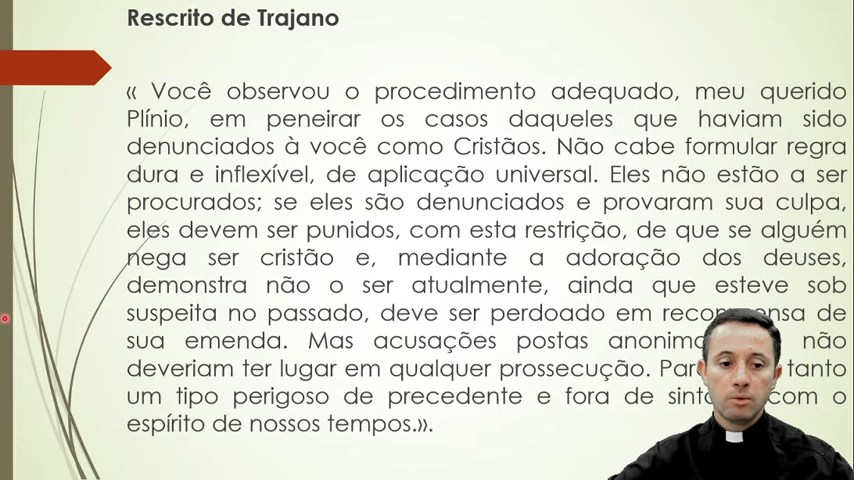 Rescrito de Trajano
« Você observou o procedimento adequado, meu querido
Plínio, em peneirar os casos daqueles que haviam sido
denunciados à você como Cristãos. Não cabe formular regra
dura e inflexível, de aplicação universal. Eles não estão a ser
procurados; se eles são denunciados e provaram sua culpa,
eles devem ser punidos, com esta restrição, de que se alguém
nega ser cristão e, mediante a adoração dos deuses,
demonstra não o ser atualmente, ainda que esteve sob
suspeita no passado, deve ser perdoado em recompensa de
sua emenda. Mas acusações postas não
deveriam ter lugar em qualquer prossecução. tanto
um tipo perigoso de precedente e fora de com o
espírito de nossos tempos.».